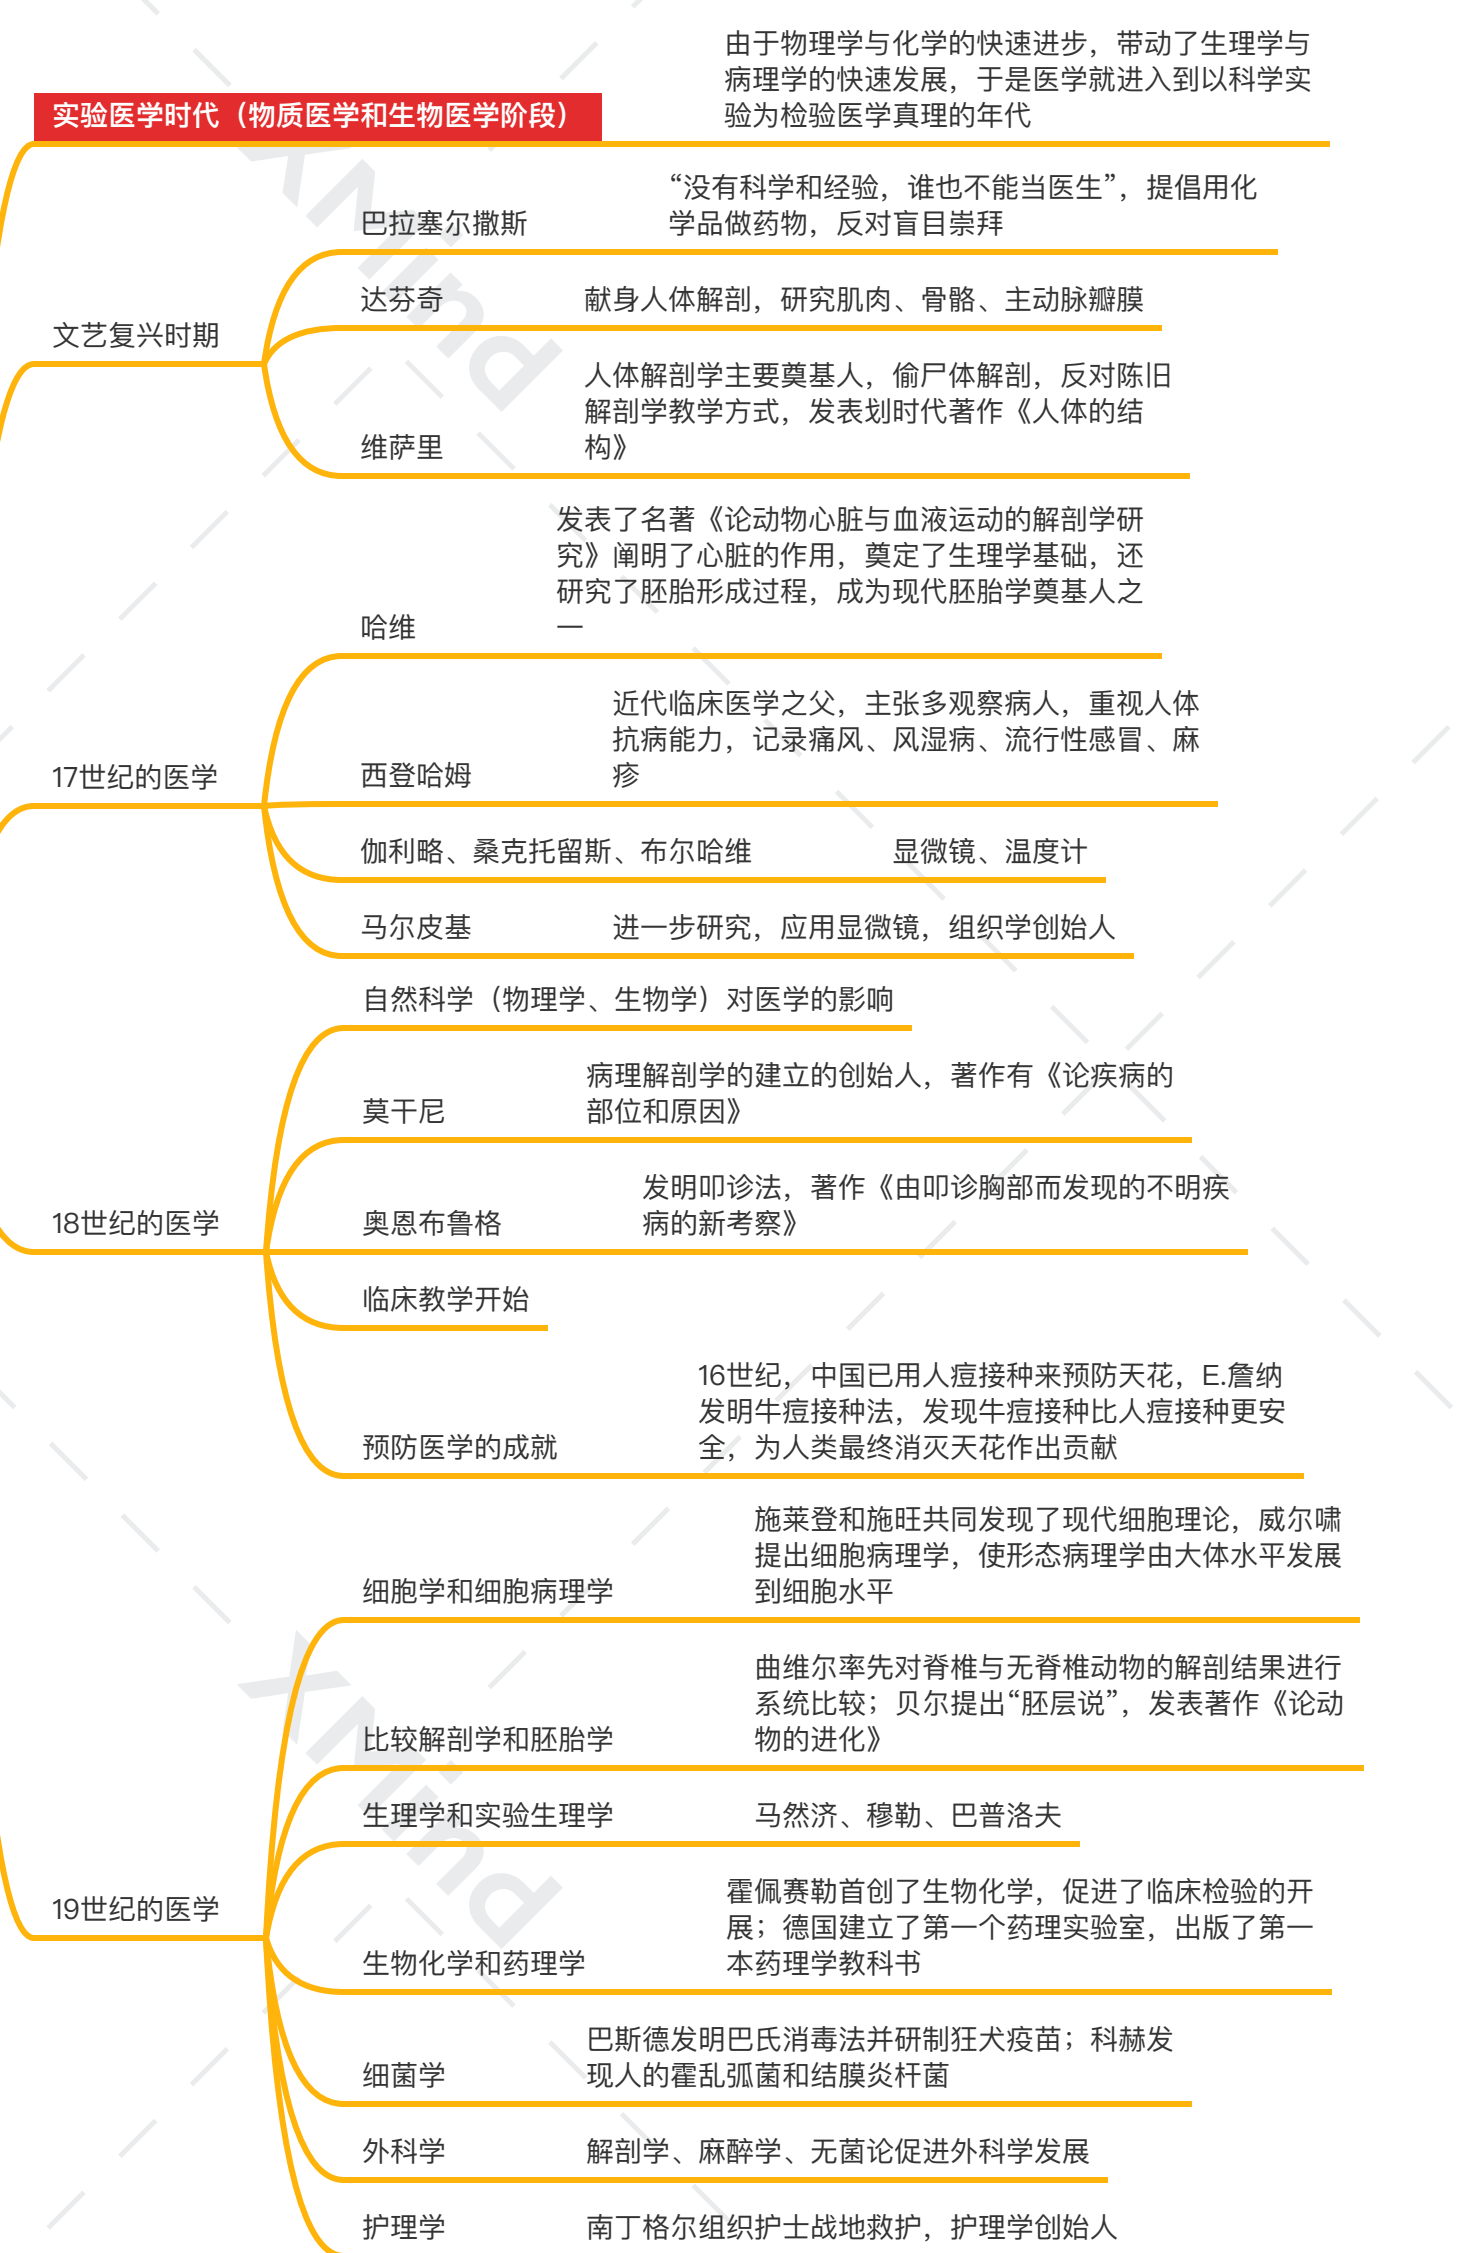 由于物理学与化学的快速进步，带动了生理学与
病理学的快速发展，于是医学就进入到以科学实
验为检验医学真理的年代
实验医学时代（物质医学和生物医学阶段）
“没有科学和经验，谁也不能当医生”，提倡用化
学品做药物，反对盲目崇拜
巴拉塞尔撒斯
达芬奇
献身人体解剖，研究肌肉、骨骼、主动脉瓣膜
文艺复兴时期
人体解剖学主要奠基人，偷尸体解剖，反对陈旧
解剖学教学方式，发表划时代著作《人体的结
构》
维萨里
发表了名著《论动物心脏与血液运动的解剖学研
究》阐明了心脏的作用，奠定了生理学基础，还
研究了胚胎形成过程，成为现代胚胎学奠基人之
一
哈维
近代临床医学之父，主张多观察病人，重视人体
抗病能力，记录痛风、风湿病、流行性感冒、麻
疹
西登哈姆
17世纪的医学
伽利略、桑克托留斯、布尔哈维
显微镜、温度计
马尔皮基
进一步研究，应用显微镜，组织学创始人
自然科学（物理学、生物学）对医学的影响
病理解剖学的建立的创始人，著作有《论疾病的
部位和原因》
莫干尼
发明叩诊法，著作《由叩诊胸部而发现的不明疾
病的新考察》
奥恩布鲁格
18世纪的医学
临床教学开始
16世纪，中国已用人痘接种来预防天花，E.詹纳
发明牛痘接种法，发现牛痘接种比人痘接种更安
全，为人类最终消灭天花作出贡献
预防医学的成就
施莱登和施旺共同发现了现代细胞理论，威尔啸
提出细胞病理学，使形态病理学由大体水平发展
到细胞水平
细胞学和细胞病理学
曲维尔率先对脊椎与无脊椎动物的解剖结果进行
系统比较；贝尔提出“胚层说”，发表著作《论动
物的进化》
比较解剖学和胚胎学
生理学和实验生理学
马然济、穆勒、巴普洛夫
19世纪的医学
霍佩赛勒首创了生物化学，促进了临床检验的开
展；德国建立了第一个药理实验室，出版了第一
本药理学教科书
生物化学和药理学
巴斯德发明巴氏消毒法并研制狂犬疫苗；科赫发
现人的霍乱弧菌和结膜炎杆菌
细菌学
外科学
解剖学、麻醉学、无菌论促进外科学发展
护理学
南丁格尔组织护士战地救护，护理学创始人
XMind
XMind